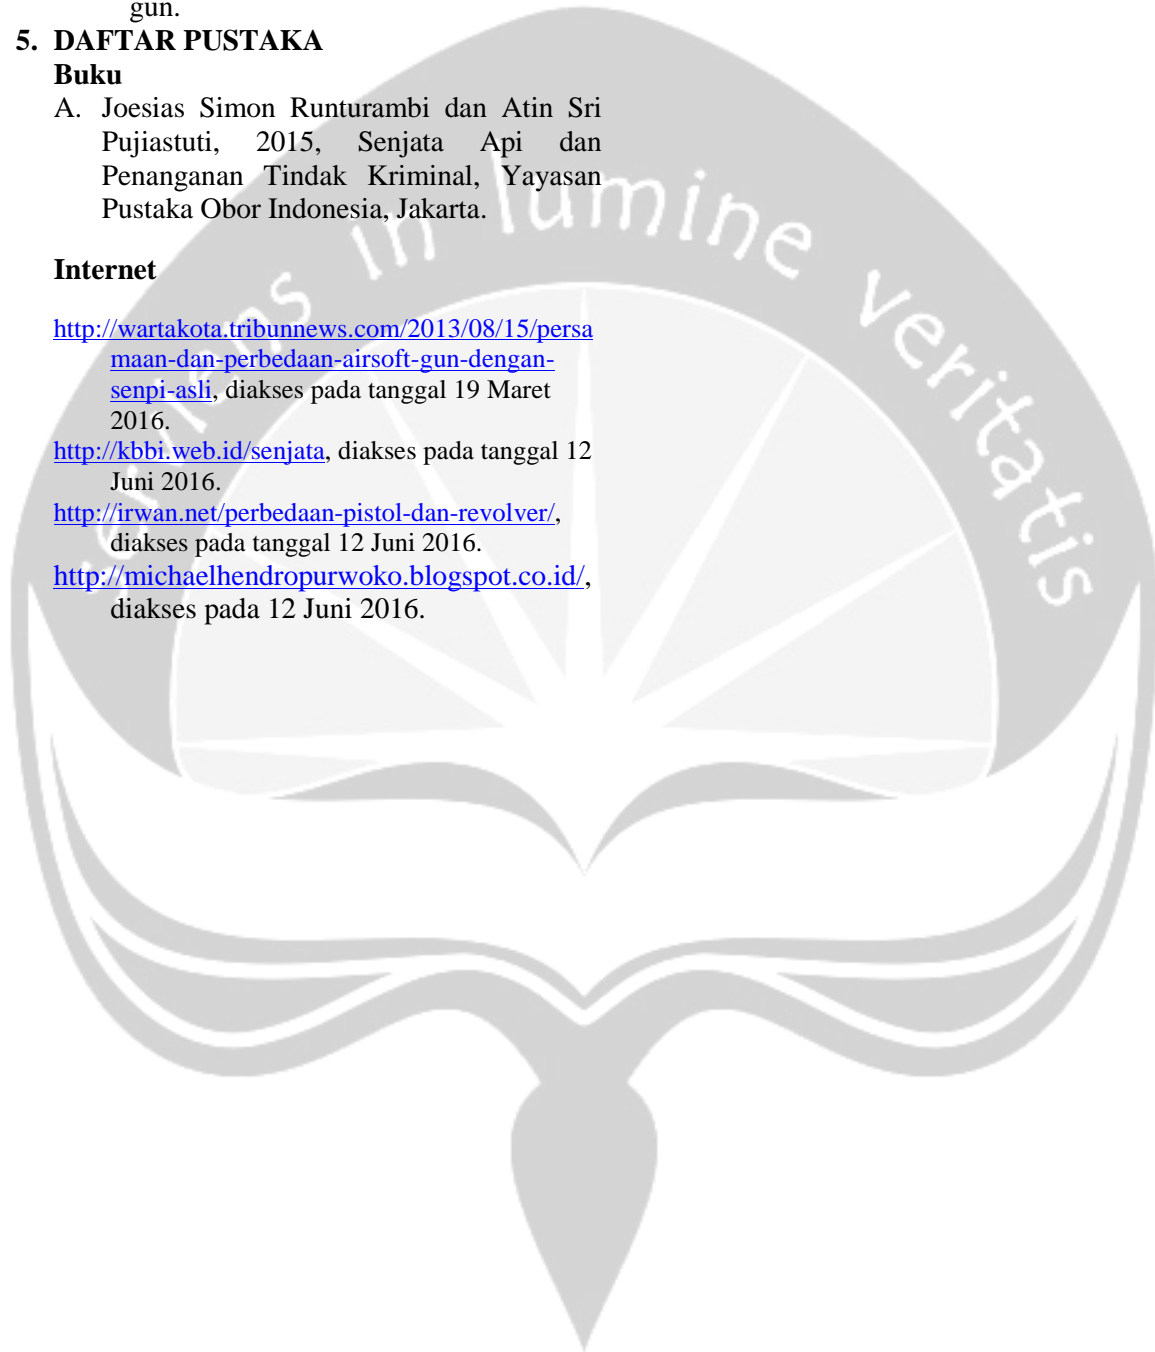 gun.
5. DAFTAR PUSTAKA
Buku
A. Joesias Simon Runturambi dan Atin Sri
Pujiastuti, 2015, Senjata Api dan
Penanganan Tindak Kriminal, Yayasan
Pustaka Obor Indonesia, Jakarta.
Internet
http://wartakota.tribunnews.com/2013/08/15/persa
maan-dan-perbedaan-airsoft-gun-dengan-
senpi-asli, diakses pada tanggal 19 Maret
2016.
http://kbbi.web.id/senjata, diakses pada tanggal 12
Juni 2016.
http://irwan.net/perbedaan-pistol-dan-revolver/,
diakses pada tanggal 12 Juni 2016.
http://michaelhendropurwoko.blogspot.co.id/,
diakses pada 12 Juni 2016.
serviens in lumine veritatis